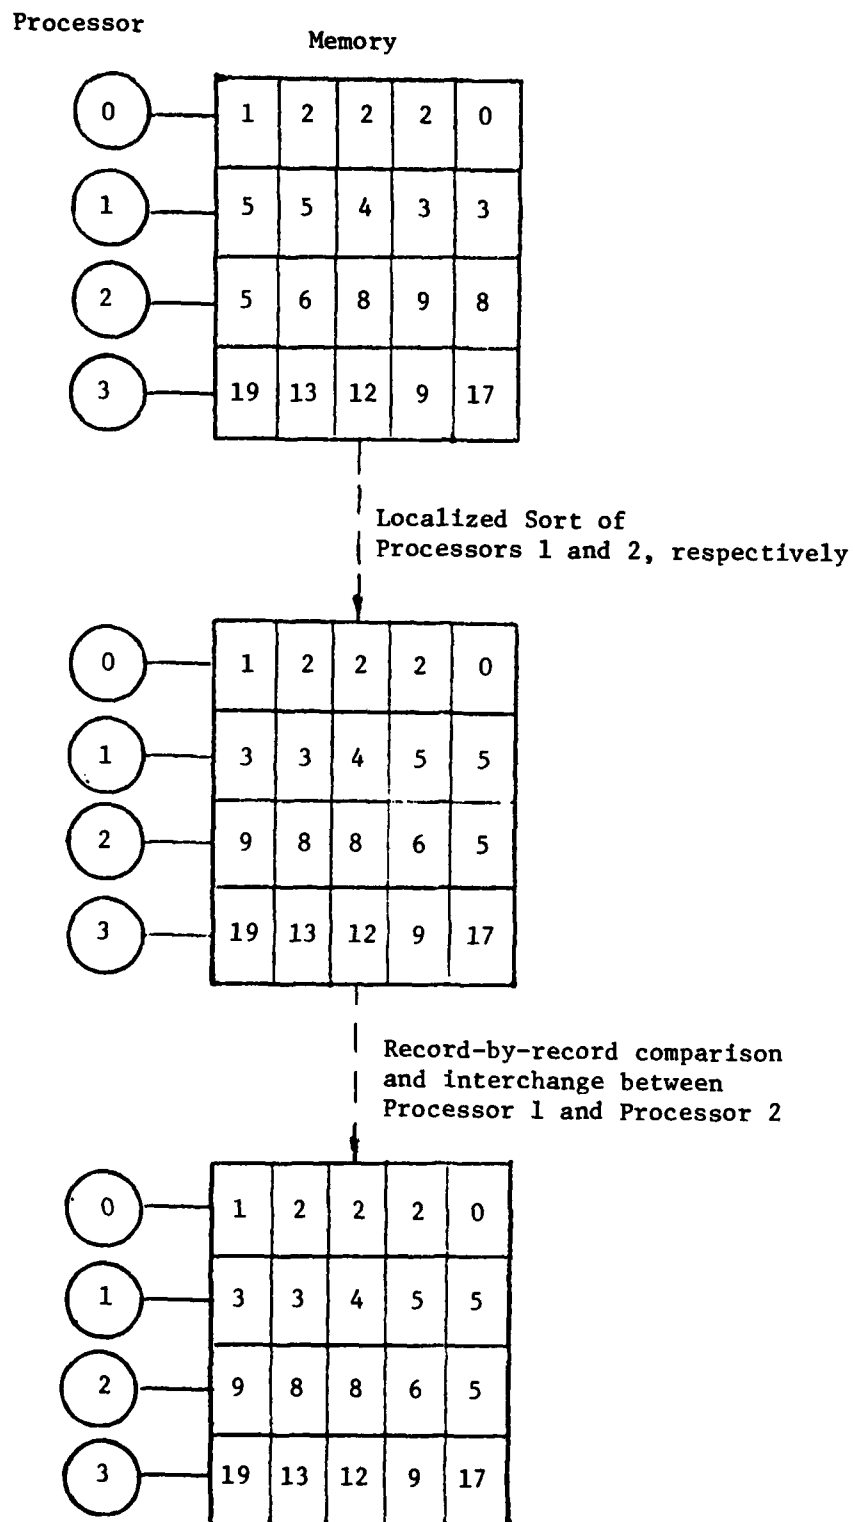 Processor
Memory
0 1 2 2 2 0
1 5 5 4 3 3
2 5 6 8 9 8
3 19 13 12 9 17
Localized Sort of
Processors 1 and 2, respectively
0 1 2 2 2 0
1 3 3 4 5 5
2 9 8 8 6 5
3 19 13 12 9 17
Record-by-record comparison
and interchange between
Processor 1 and Processor 2
0 1 2 2 2 0
1 3 3 4 5 5
2 9 8 8 6 5
3 19 13 12 9 17